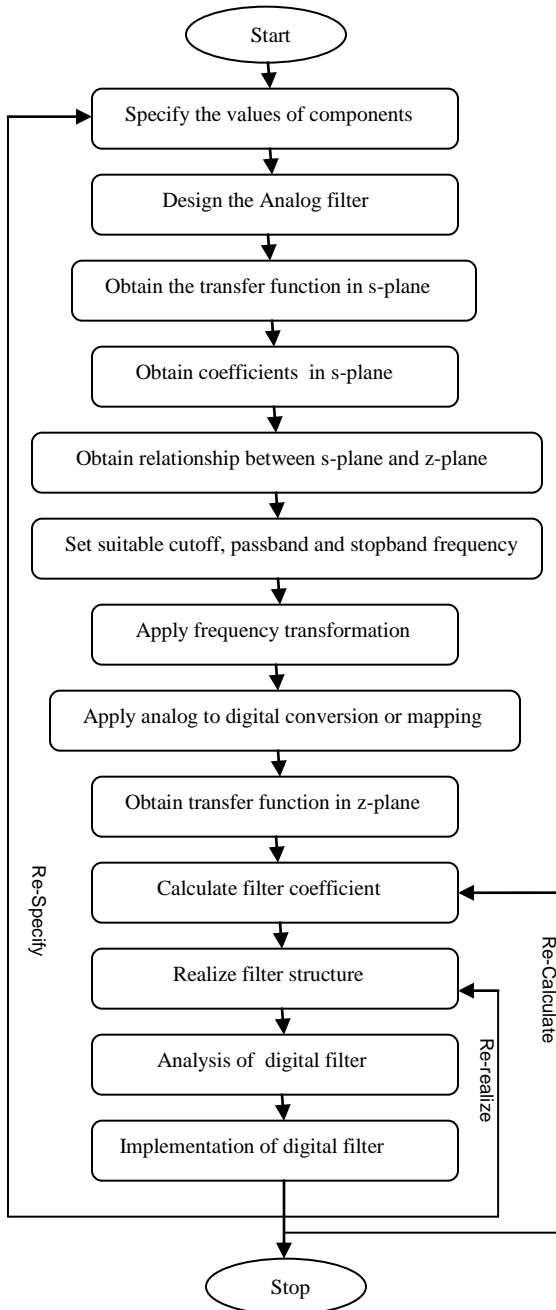 Start
Specify the values of components
Design the Analog filter
Obtain the transfer function in s-plane
Obtain coefficients in s-plane
Obtain relationship between s-plane and z-plane
Set suitable cutoff, passband and stopband frequency
Apply frequency transformation
Apply analog to digital conversion or mapping
Obtain transfer function in z-plane
Calculate filter coefficient
Realize filter structure
Analysis of digital filter
Implementation of digital filter
Stop
Re-Specify
Re-realize
Re-Calculate